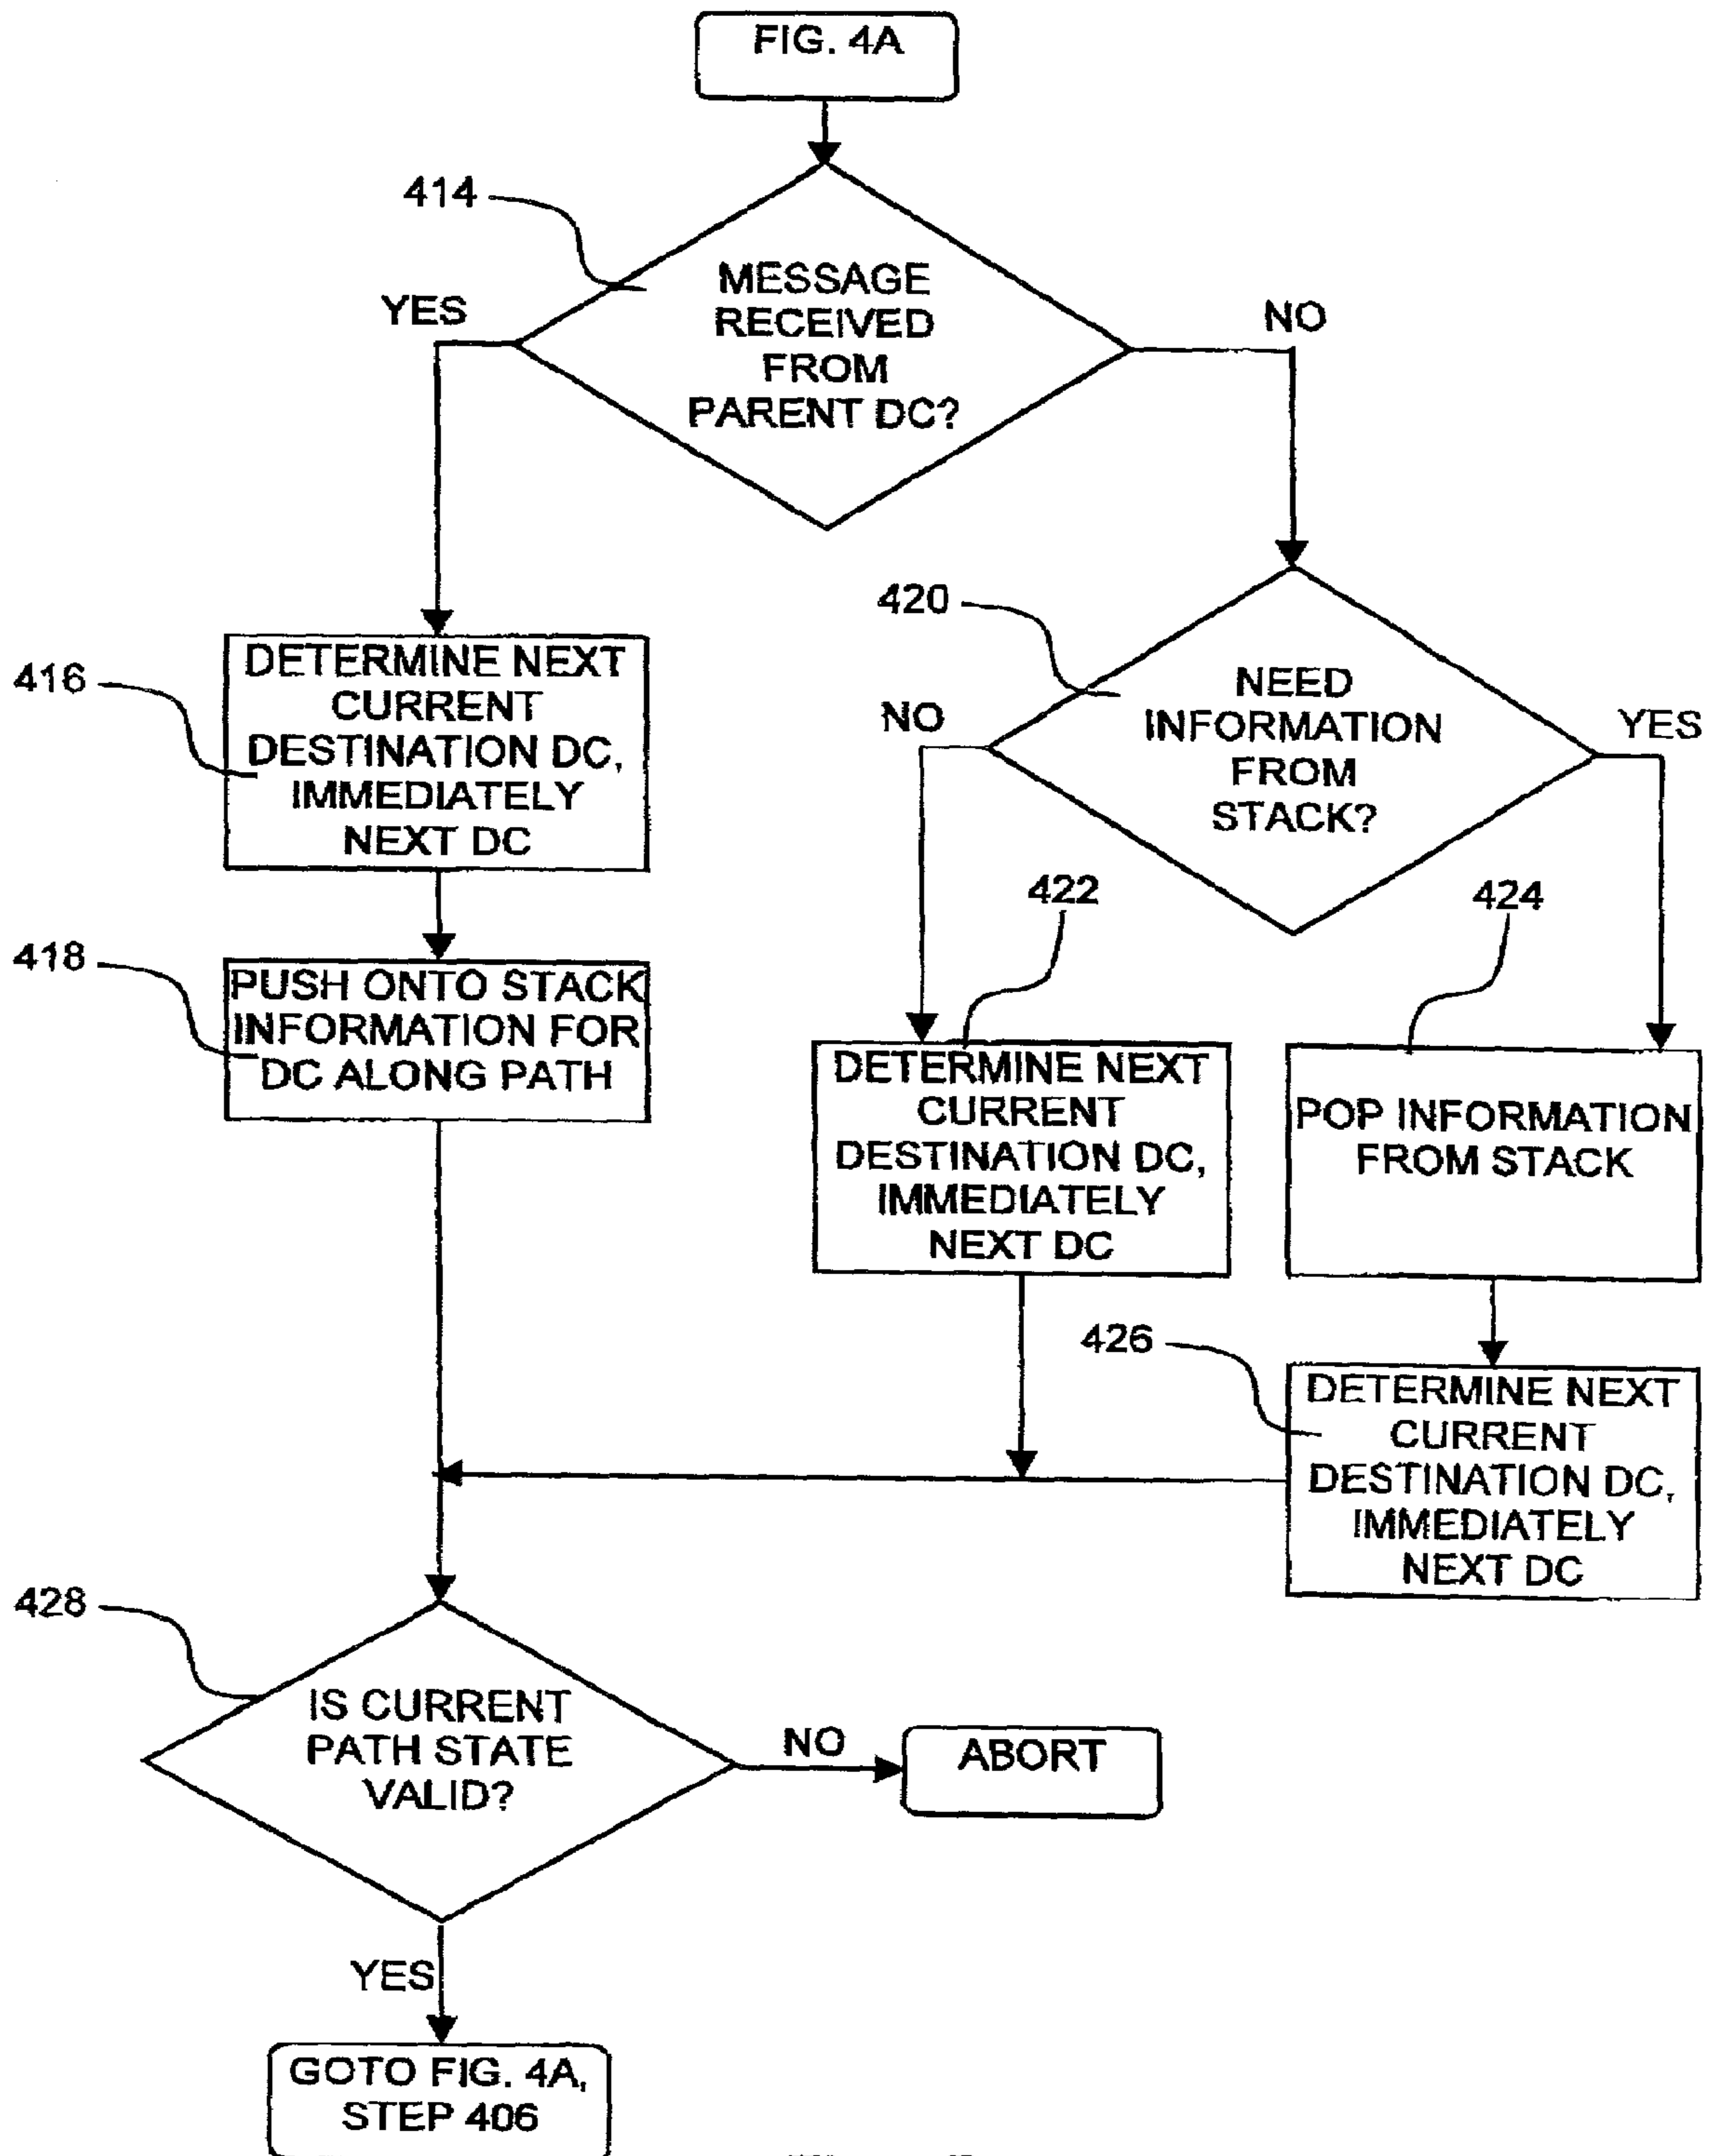 FIG. 4A
414
MESSAGE
RECEIVED
FROM
PARENT DC?
YES
NO
416
DETERMINE NEXT
CURRENT
DESTINATION DC,
IMMEDIATELY
NEXT DC
420
NEED
INFORMATION
FROM
STACK?
NO
YES
418
PUSH ONTO STACK
INFORMATION FOR
DC ALONG PATH
422
DETERMINE NEXT
CURRENT
DESTINATION DC,
IMMEDIATELY
NEXT DC
424
POP INFORMATION
FROM STACK
426
DETERMINE NEXT
CURRENT
DESTINATION DC,
IMMEDIATELY
NEXT DC
428
IS CURRENT
PATH STATE
VALID?
NO
ABORT
YES
GOTO FIG. 4A,
STEP 406